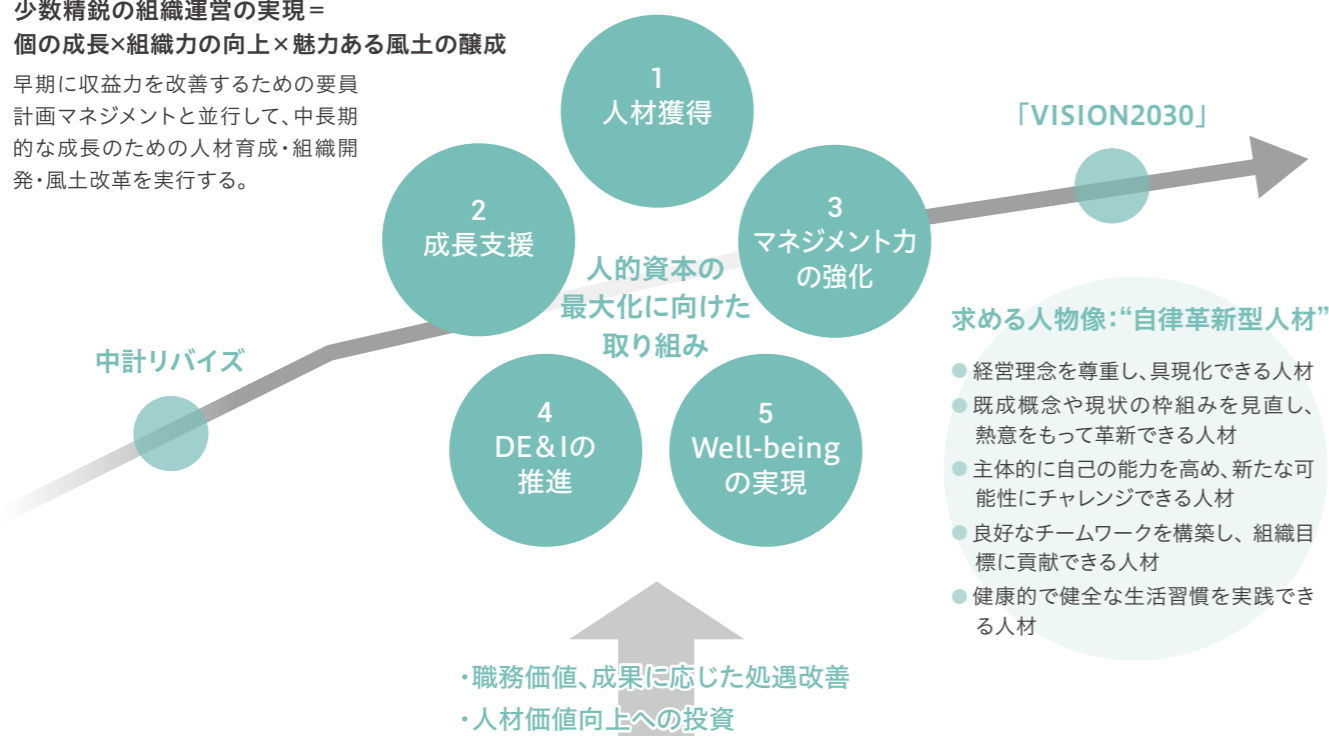 少数精鋭の組織運営の実現＝
個の成長×組織力の向上×魅力ある風土の醸成
早期に収益力を改善するための要員
計画マネジメントと並行して、中長期
的な成長のための人材育成・組織開
発・風土改革を実行する。
1
人材獲得
2
成長支援
3
マネジメント力
の強化
人的資本の
最大化に向けた
取り組み
4
DE&Iの
推進
5
Well-being
の実現
中計リバイズ
「VISION2030」
求める人物像:“自律革新型人材”
● 経営理念を尊重し、具現化できる人材
● 既成概念や現状の枠組みを見直し、
熱意をもって革新できる人材
● 主体的に自己の能力を高め、新たな可
能性にチャレンジできる人材
● 良好なチームワークを構築し、組織目
標に貢献できる人材
● 健康的で健全な生活習慣を実践でき
る人材
・職務価値、成果に応じた処遇改善
・人材価値向上への投資